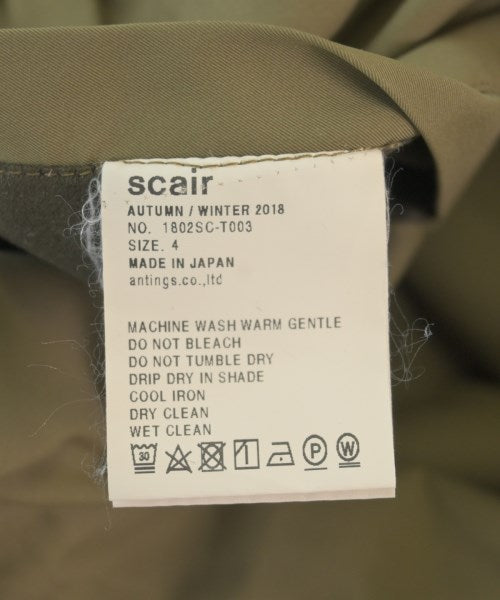 scair
AUTUMN / WINTER 2018
NO. 1802SC-T003
SIZE. 4
MADE IN JAPAN
antings.co.,ltd
MACHINE WASH WARM GENTLE
DO NOT BLEACH
DO NOT TUMBLE DRY
DRIP DRY IN SHADE
COOL IRON
DRY CLEAN
WET CLEAN
30 P W